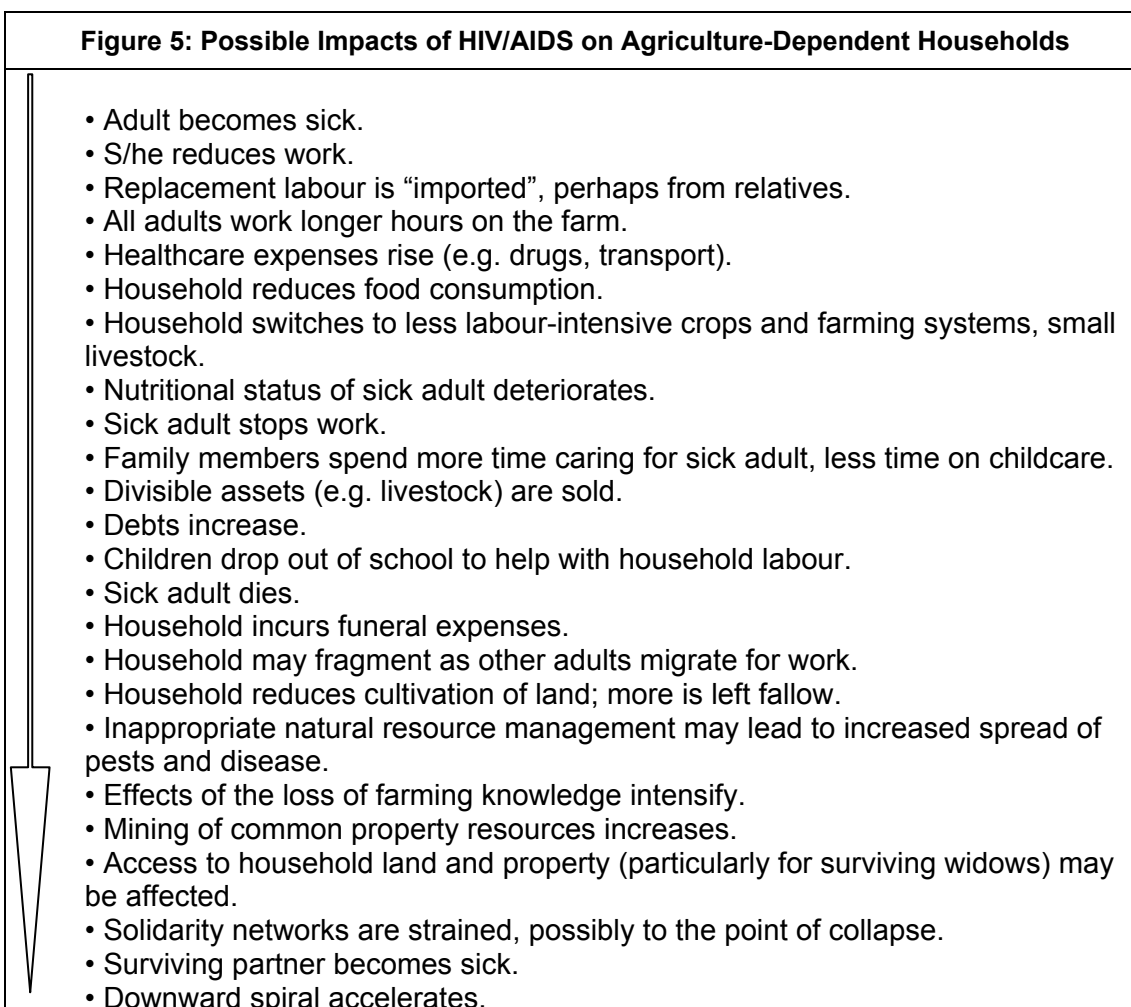 Figure 5: Possible Impacts of HIV/AIDS on Agriculture-Dependent Households
• Adult becomes sick.
• S/he reduces work.
• Replacement labour is “imported”, perhaps from relatives.
• All adults work longer hours on the farm.
• Healthcare expenses rise (e.g. drugs, transport).
• Household reduces food consumption.
• Household switches to less labour-intensive crops and farming systems, small
livestock.
• Nutritional status of sick adult deteriorates.
• Sick adult stops work.
• Family members spend more time caring for sick adult, less time on childcare.
• Divisible assets (e.g. livestock) are sold.
• Debts increase.
• Children drop out of school to help with household labour.
• Sick adult dies.
• Household incurs funeral expenses.
• Household may fragment as other adults migrate for work.
• Household reduces cultivation of land; more is left fallow.
• Inappropriate natural resource management may lead to increased spread of
pests and disease.
• Effects of the loss of farming knowledge intensify.
• Mining of common property resources increases.
• Access to household land and property (particularly for surviving widows) may
be affected.
• Solidarity networks are strained, possibly to the point of collapse.
• Surviving partner becomes sick.
• Downward spiral accelerates.